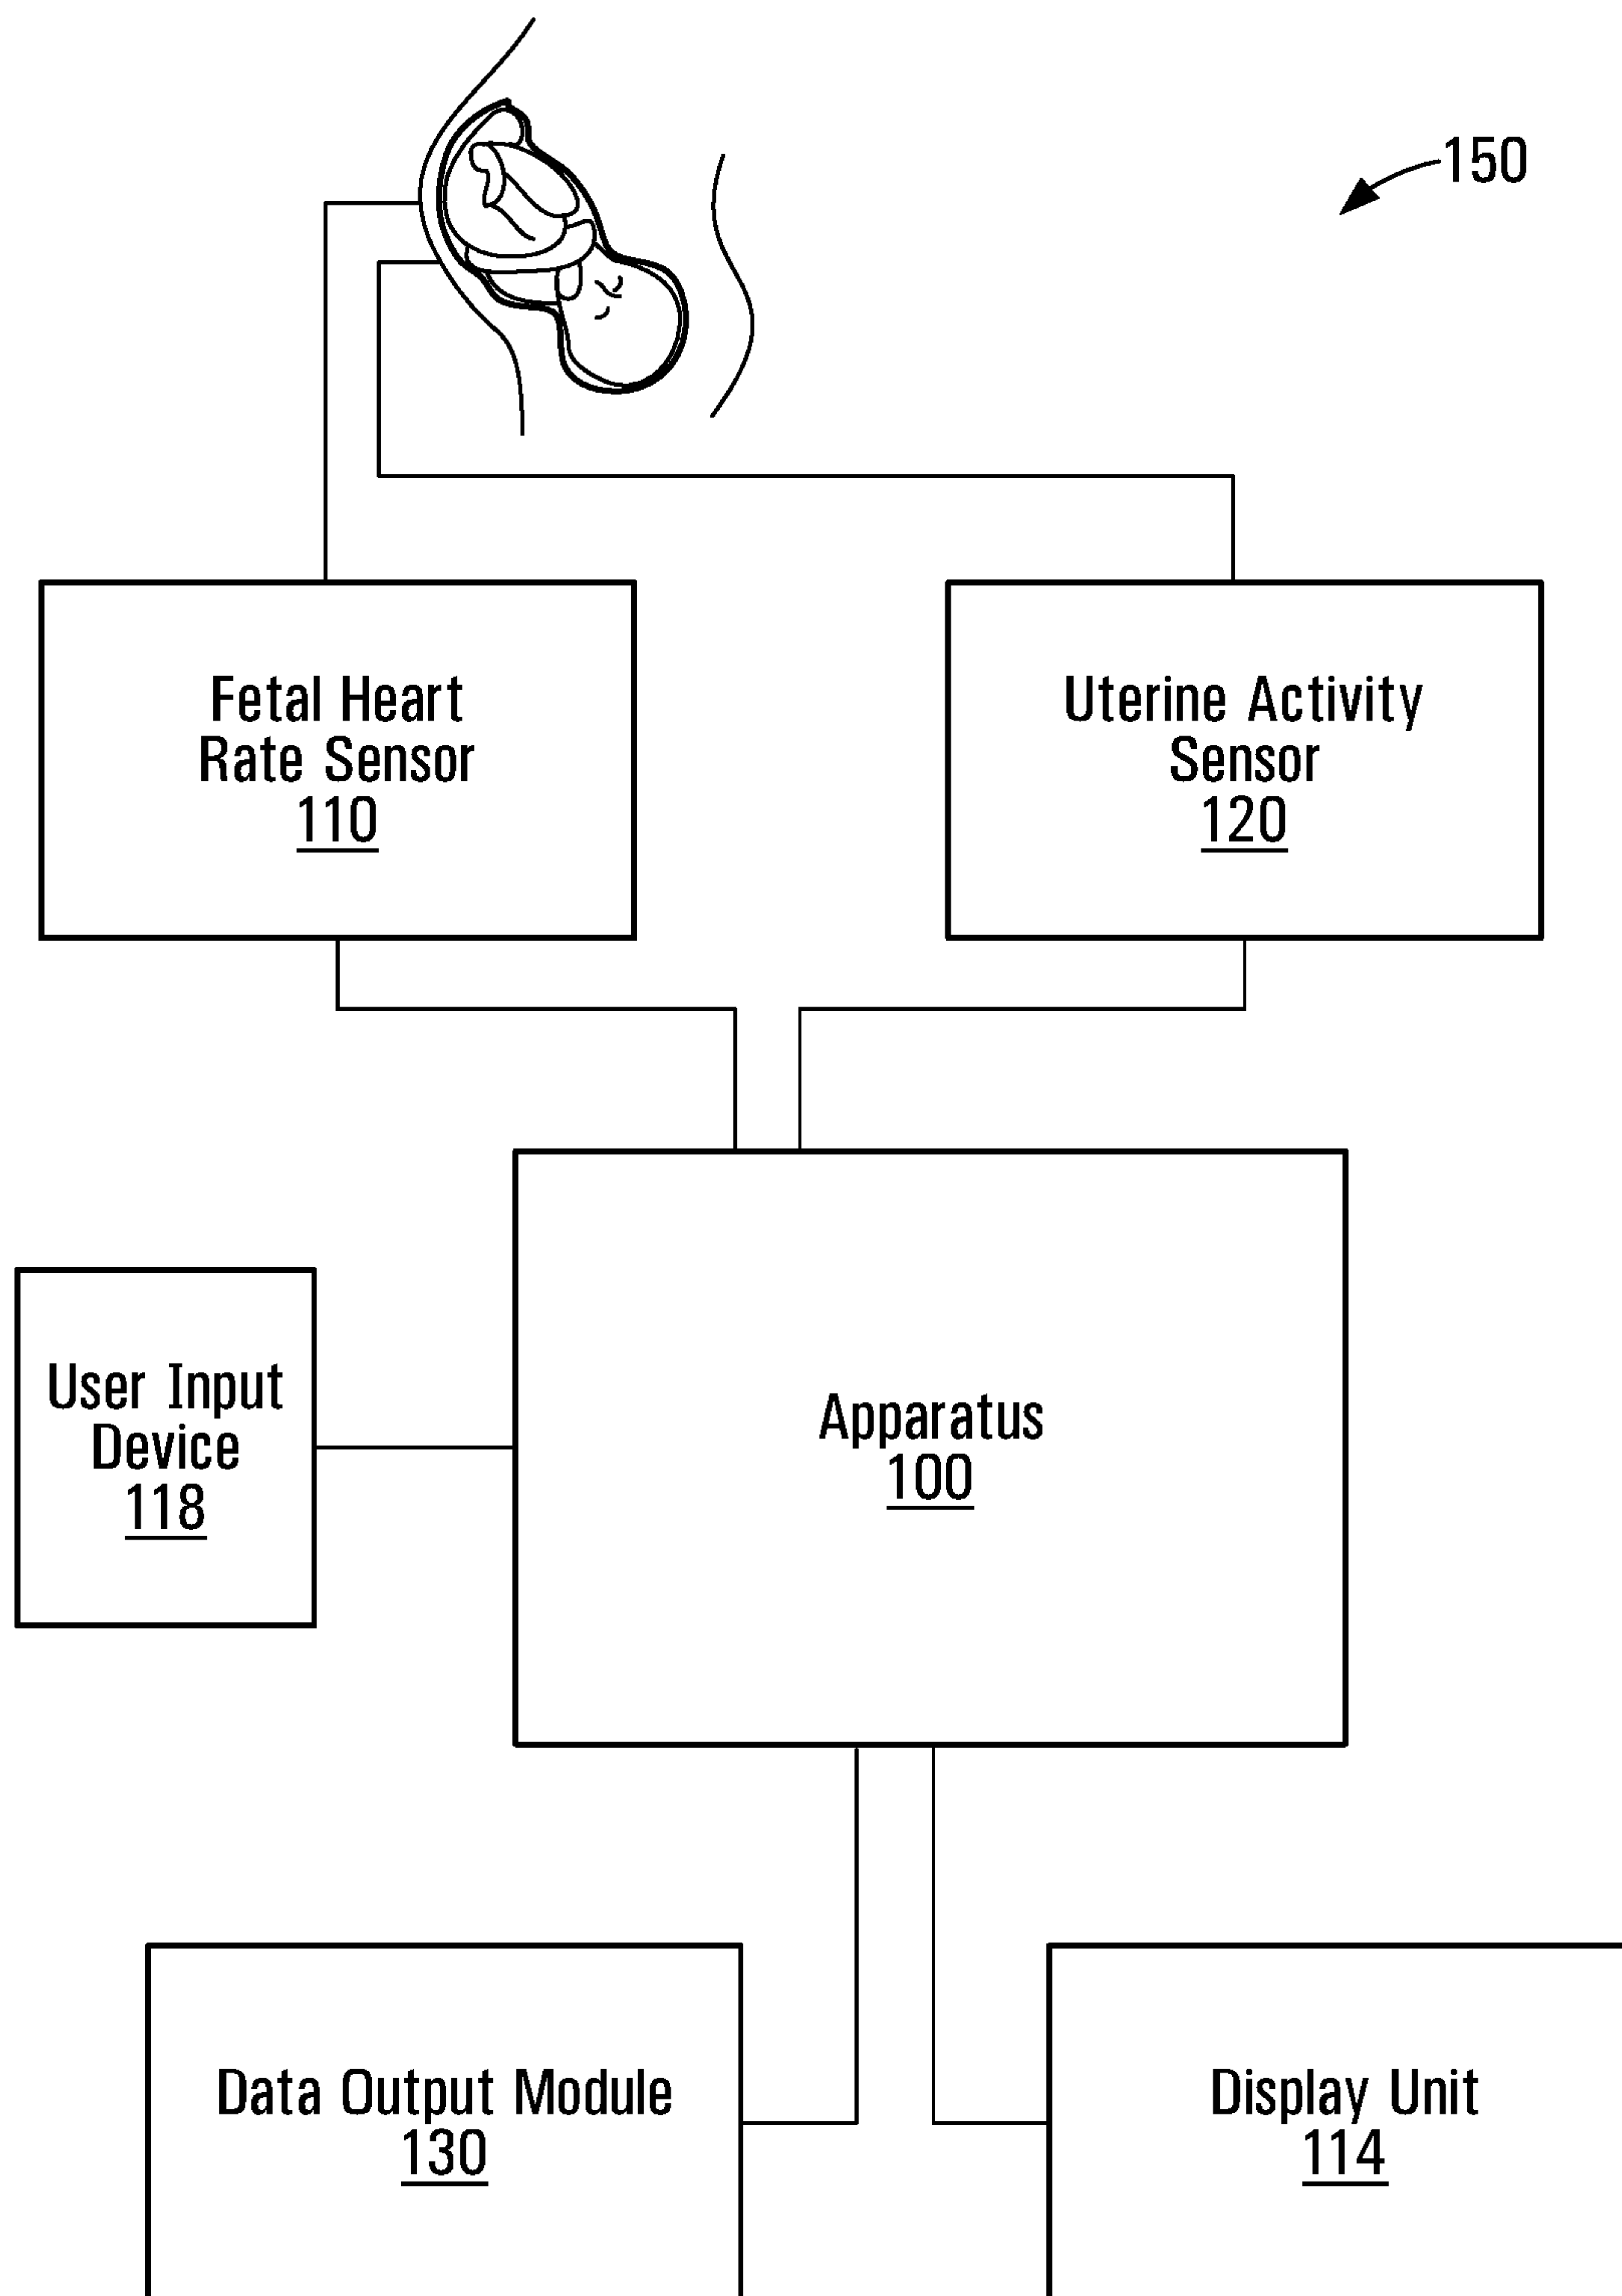 150
Fetal Heart
Rate Sensor
110
Uterine Activity
Sensor
120
User Input
Device
118
Apparatus
100
Data Output Module
130
Display Unit
114